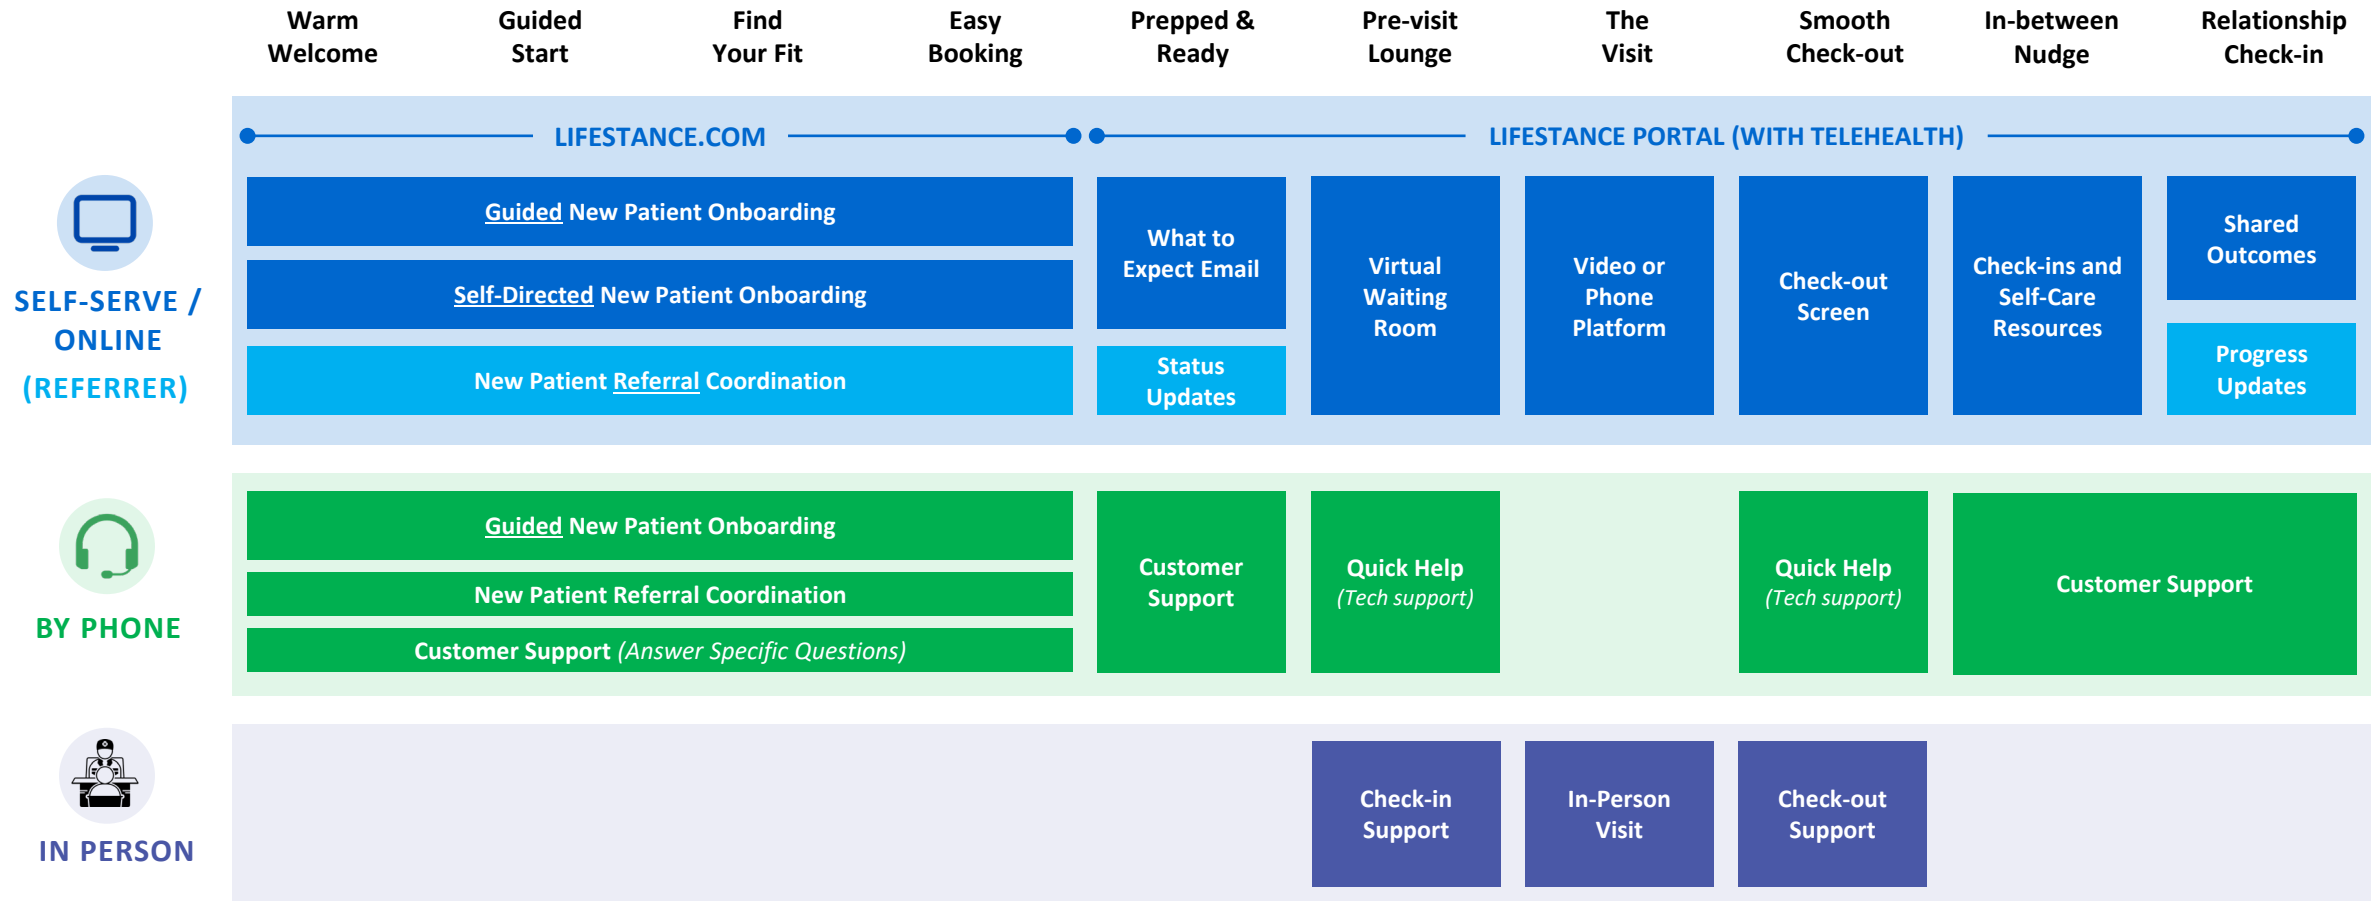 Warm
Welcome
Guided
Start
Find
Your Fit
Easy
Booking
Prepped &
Ready
Pre-visit
Lounge
The
Visit
Smooth
Check-out
In-between
Nudge
Relationship
Check-in
LIFESTANCE.COM
LIFESTANCE PORTAL (WITH TELEHEALTH)
SELF-SERVE /
ONLINE
(REFERRER)
Guided New Patient Onboarding
Self-Directed New Patient Onboarding
New Patient Referral Coordination
What to
Expect Email
Status
Updates
Virtual
Waiting
Room
Video or
Phone
Platform
Check-out
Screen
Check-ins and
Self-Care
Resources
Shared
Outcomes
Progress
Updates
BY PHONE
Guided New Patient Onboarding
New Patient Referral Coordination
Customer Support (Answer Specific Questions)
Customer
Support
Quick Help
(Tech support)
Quick Help
(Tech support)
Customer Support
IN PERSON
Check-in
Support
In-Person
Visit
Check-out
Support